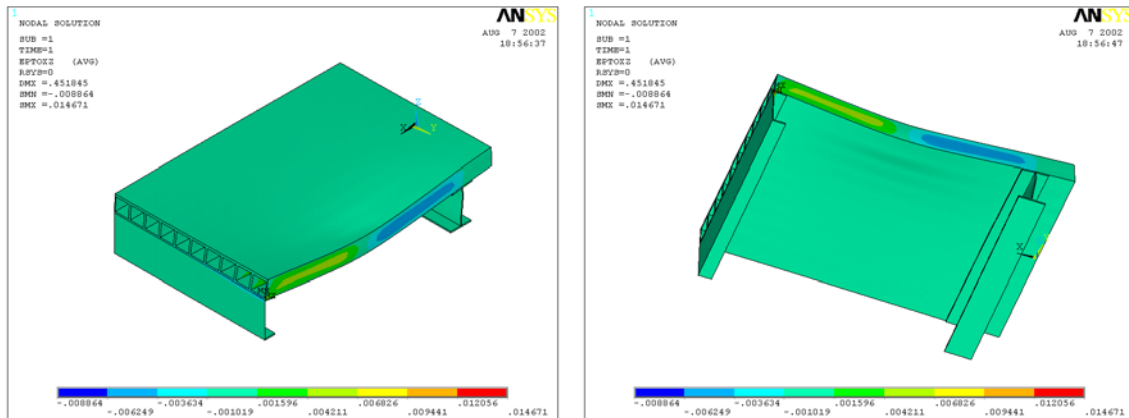 1
NODAL SOLUTION
SUB =1
TIME=1
EPTOXZ (AVG)
RSYS=0
DMX =.451845
SMN =-.008864
SMX =.014671
ANSYS
AUG 7 2002
18:56:37
Z
X
Y
-.008864
-.006249
-.003634
-.001019
.001596
.004211
.006826
.009441
.012056
.014671
1
NODAL SOLUTION
SUB =1
TIME=1
EPTOXZ (AVG)
RSYS=0
DMX =.451845
SMN =-.008864
SMX =.014671
ANSYS
AUG 7 2002
18:56:47
X
-.008864
-.006249
-.003634
-.001019
.001596
.004211
.006826
.009441
.012056
.014671